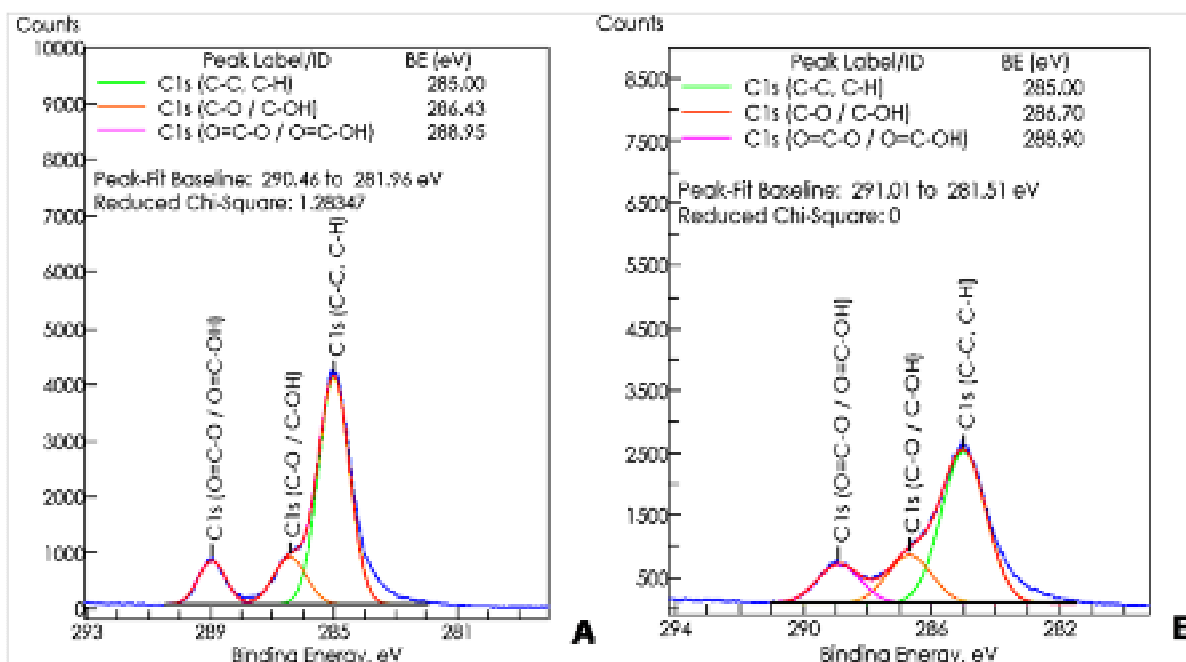 Counts
10000
9000
8000
7000
6000
5000
4000
3000
2000
1000
0
Peak Label/ID BE (eV)
C1s (C-C, C-H) 285.00
C1s (C-O / C-OH) 286.43
C1s (O=C-O / O=C-OH) 288.95
Peak-Fit Baseline: 290.46 to 281.96 eV
Reduced Chi-Square: 1.28347
C1s (O=C-O / O=C-OH)
C1s (C-O / C-OH)
C1s (C-C, C-H)
293 289 285 281
Binding Energy, eV
A
Counts
8500
7500
6500
5500
4500
3500
2500
1500
500
Peak Label/ID BE (eV)
C1s (C-C, C-H) 285.00
C1s (C-O / C-OH) 286.70
C1s (O=C-O / O=C-OH) 288.90
Peak-Fit Baseline: 291.01 to 281.51 eV
Reduced Chi-Square: 0
C1s (O=C-O / O=C-OH)
C1s (C-O / C-OH)
C1s (C-C, C-H)
294 290 286 282
Binding Energy, eV